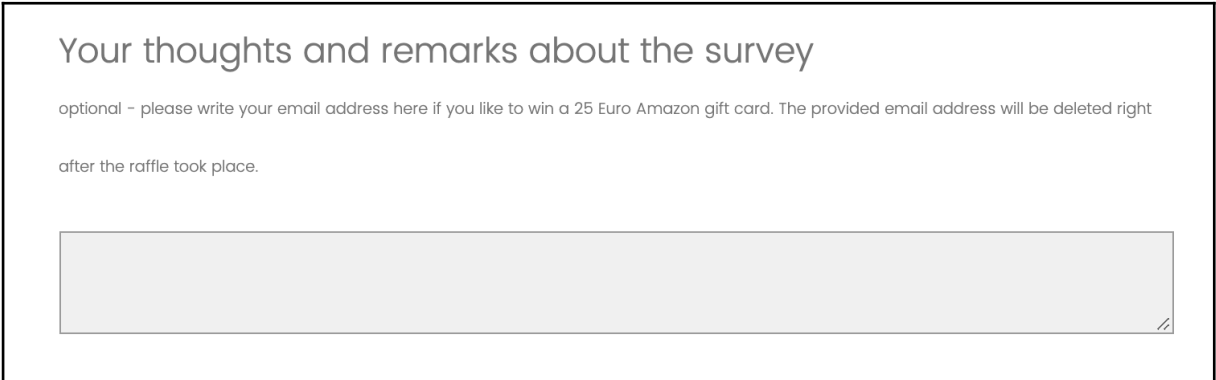 Your thoughts and remarks about the survey
optional - please write your email address here if you like to win a 25 Euro Amazon gift card. The provided email address will be deleted right
after the raffle took place.